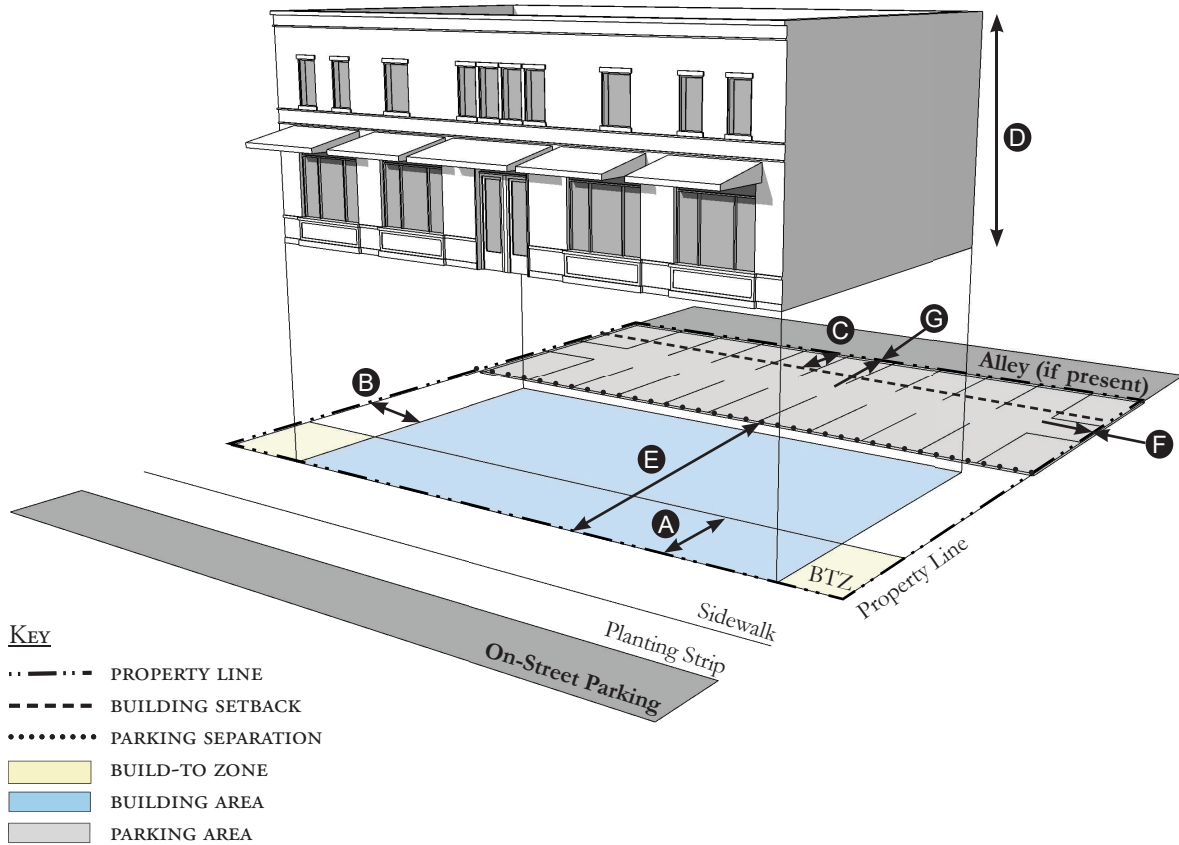 D
G
C
Alley (if present)
B
F
E
A
BTZ
Property Line
Sidewalk
Planting Strip
On-Street Parking
KEY
PROPERTY LINE
BUILDING SETBACK
PARKING SEPARATION
BUILD-TO ZONE
BUILDING AREA
PARKING AREA